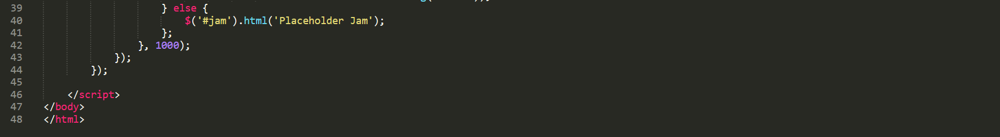 39 } else {
40 $('#jam').html('Placeholder Jam');
41 };
42 }, 1000);
43 });
44 });
45
46 </script>
47 </body>
48 </html>